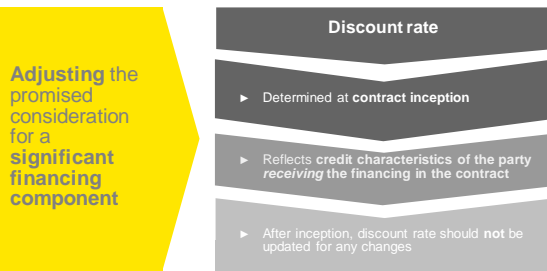 Adjusting the
promised
consideration
for a
significant
financing
component
Discount rate
► Determined at contract inception
► Reflects credit characteristics of the party
receiving the financing in the contract
► After inception, discount rate should not be
updated for any changes